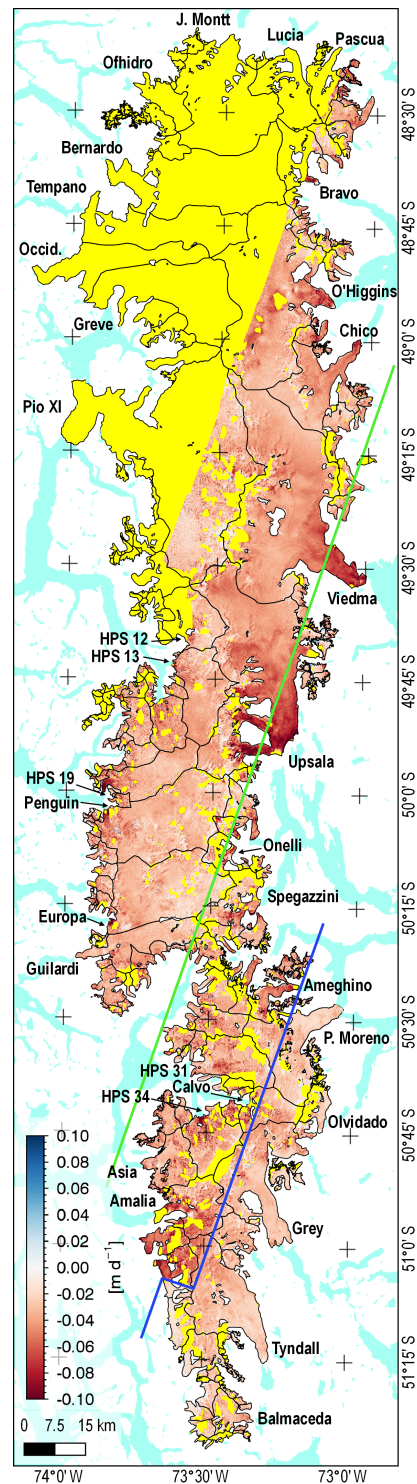 J. Montt
Lucia
Pascua
Ofhidro
48°30' S
Bernardo
Tempano
Bravo
48°45' S
Occid.
O'Higgins
Greve
Chico
49°0' S
Pio XI
49°15' S
49°30' S
Viedma
HPS 12
HPS 13
49°45' S
Upsala
HPS 19
Penguin
50°0' S
Onelli
Spegazzini
50°15' S
Europa
Guilardi
Ameghino
50°30' S
P. Moreno
HPS 31
Calvo
HPS 34
Olvidado
50°45' S
0.10
0.08
0.06
0.04
0.02
0.00
-0.02
-0.04
-0.06
-0.08
-0.10
[m d⁻¹]
Asia
Amalia
Grey
51°0' S
Tyndall
51°15' S
0 7.5 15 km
Balmaceda
74°0' W 73°30' W 73°0' W